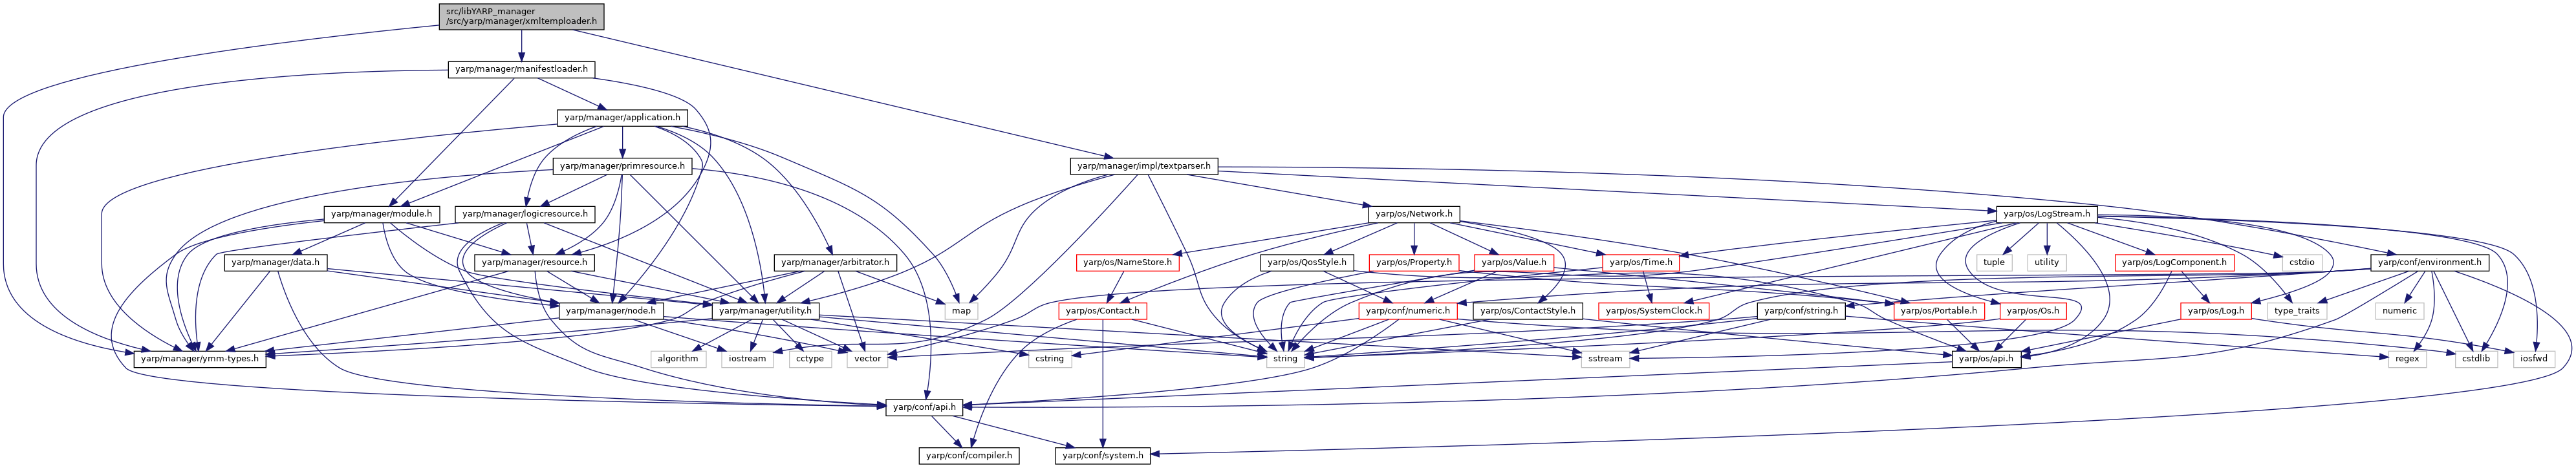 src/libYARP_manager
/src/yarp/manager/xmltemploader.h
yarp/manager/manifestloader.h
yarp/manager/application.h
yarp/manager/primresource.h
yarp/manager/impl/textparser.h
yarp/manager/module.h
yarp/manager/logicresource.h
yarp/os/Network.h
yarp/os/LogStream.h
yarp/manager/data.h
yarp/manager/resource.h
yarp/manager/arbitrator.h
yarp/os/NameStore.h
yarp/os/QosStyle.h
yarp/os/Property.h
yarp/os/Value.h
yarp/os/Time.h
tuple
utility
yarp/os/LogComponent.h
cstdio
yarp/conf/environment.h
yarp/manager/node.h
yarp/manager/utility.h
map
yarp/os/Contact.h
yarp/conf/numeric.h
yarp/os/ContactStyle.h
yarp/os/SystemClock.h
yarp/conf/string.h
yarp/os/Portable.h
yarp/os/Os.h
yarp/os/Log.h
type_traits
numeric
yarp/manager/ymm-types.h
algorithm
iostream
cctype
vector
cstring
string
sstream
yarp/os/api.h
regex
cstdlib
iosfwd
yarp/conf/api.h
yarp/conf/compiler.h
yarp/conf/system.h